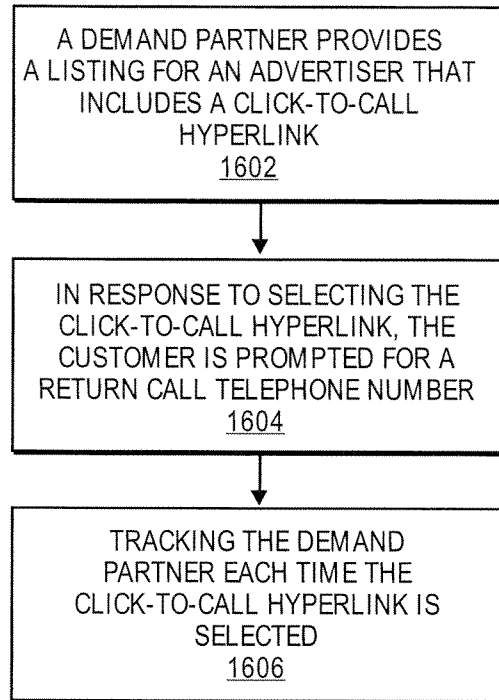 A DEMAND PARTNER PROVIDES
A LISTING FOR AN ADVERTISER THAT
INCLUDES A CLICK-TO-CALL
HYPERLINK
1602
IN RESPONSE TO SELECTING THE
CLICK-TO-CALL HYPERLINK, THE
CUSTOMER IS PROMPTED FOR A
RETURN CALL TELEPHONE NUMBER
1604
TRACKING THE DEMAND
PARTNER EACH TIME THE
CLICK-TO-CALL HYPERLINK IS
SELECTED
1606